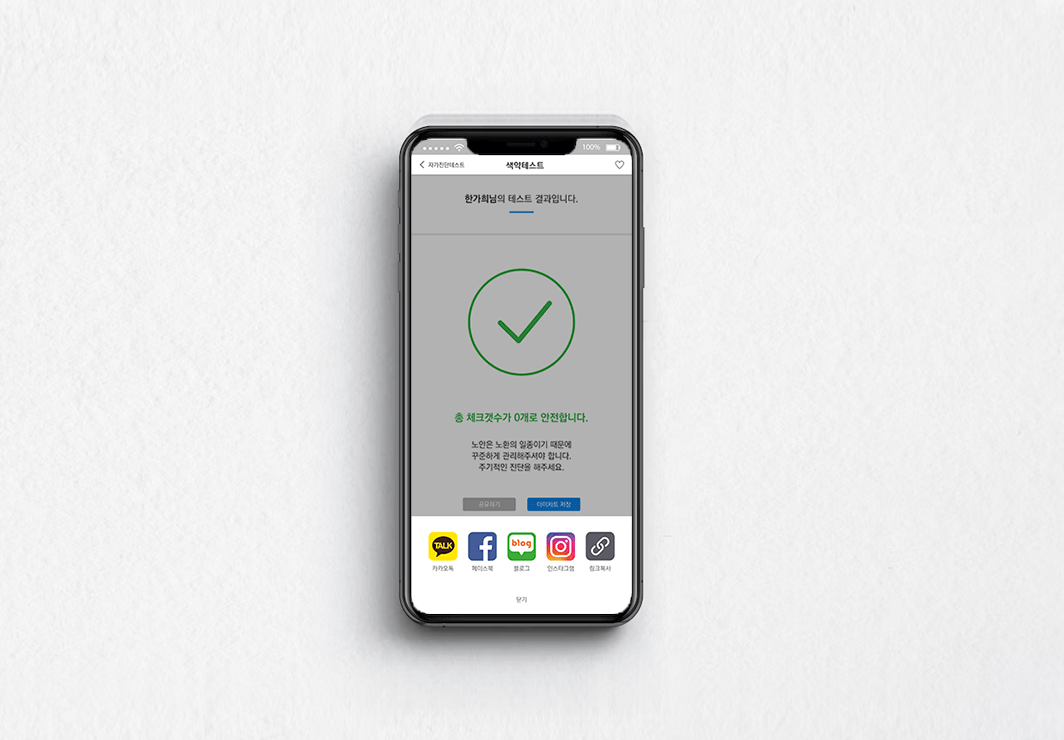 100%
자가진단테스트
색약테스트
한가희님의 테스트 결과입니다.
총 체크갯수가 0개로 안전합니다.
노안은 노환의 일종이기 때문에
꾸준하게 관리해주셔야 합니다.
주기적인 진단을 해주세요.
공유하기 아이차트 저장
TALK blog
카카오톡 페이스북 블로그 인스타그램 링크복사
닫기